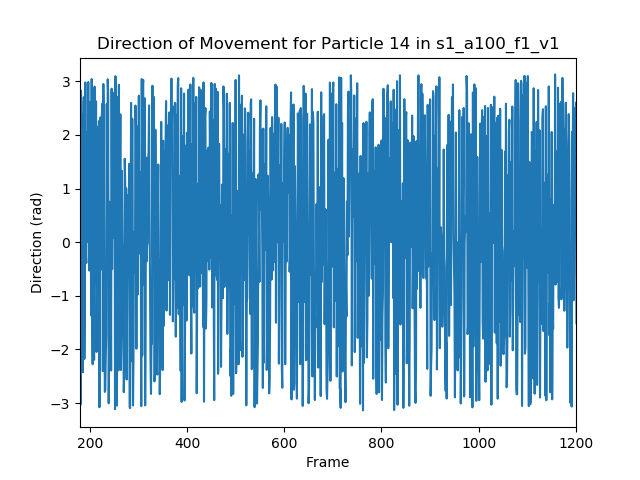 Direction of Movement for Particle 14 in s1_a100_f1_v1
3
2
1
0
−1
−2
−3
Direction (rad)
200 400 600 800 1000 1200
Frame